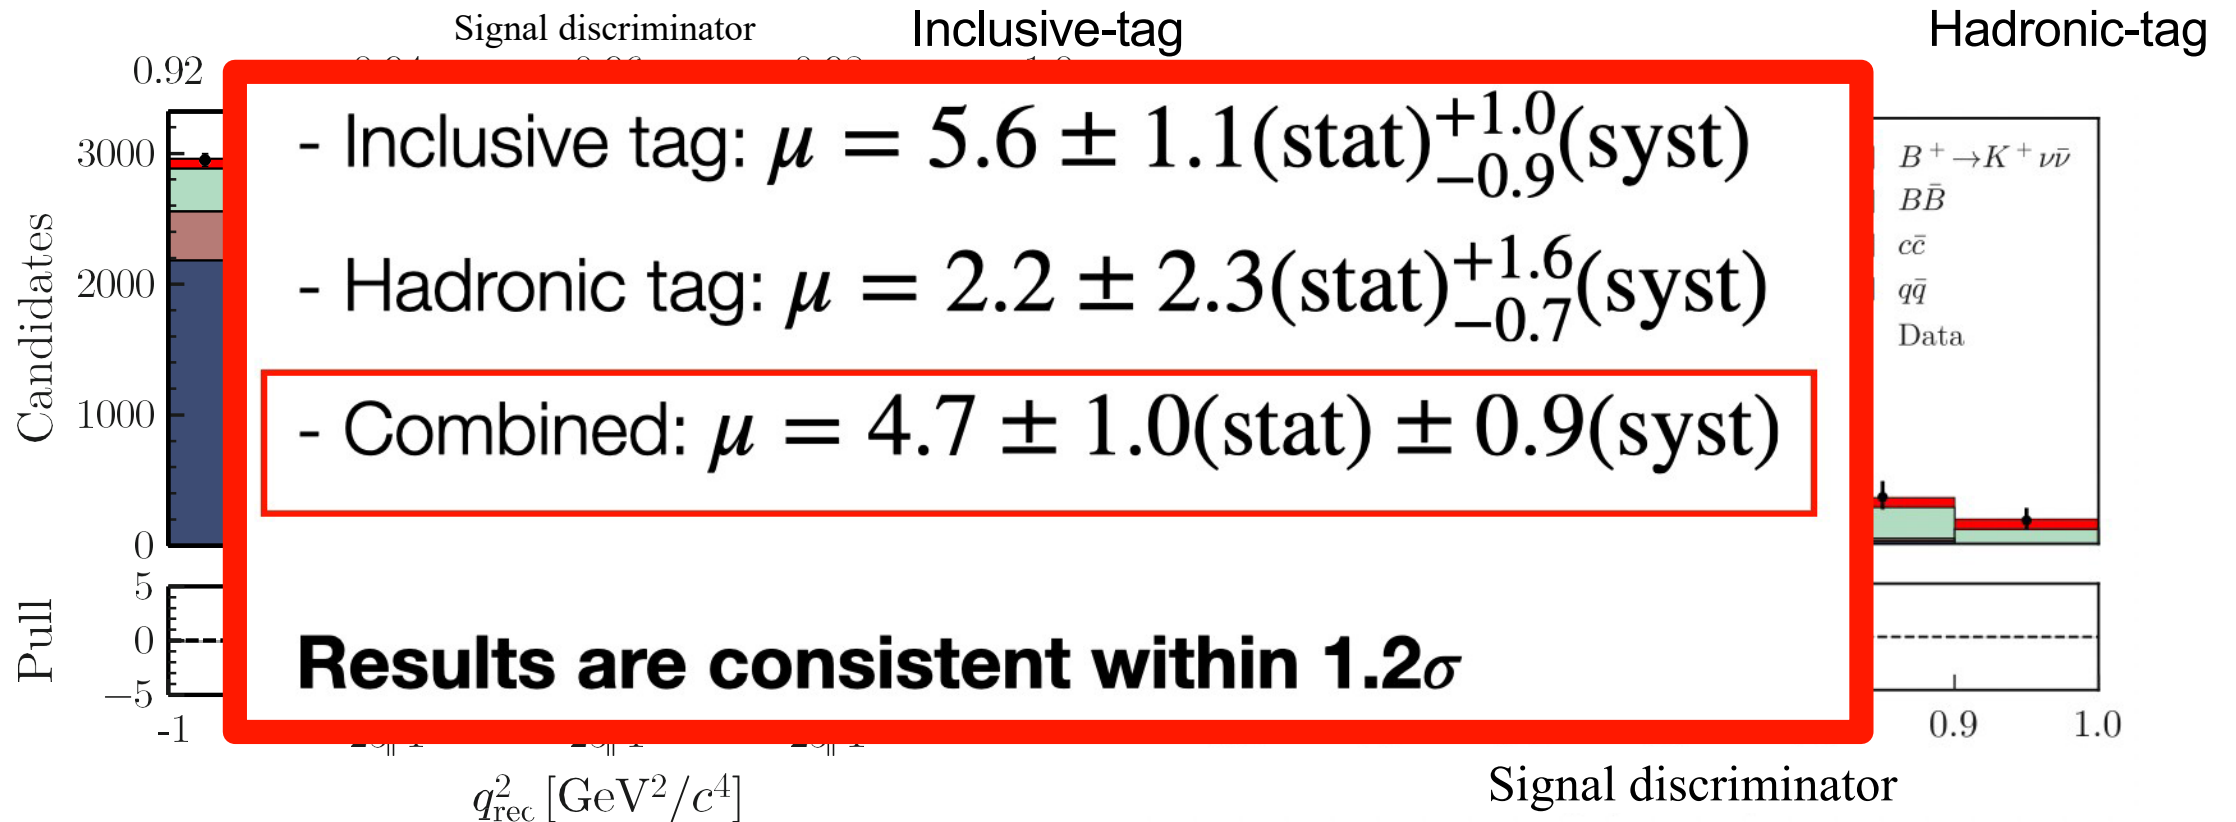 Signal discriminator
Inclusive-tag
Hadronic-tag
0.92
Candidates
3000
2000
1000
0
Pull
5
0
−5
-1
q²rec [GeV²/c⁴]
- Inclusive tag: μ = 5.6 ± 1.1(stat)+1.0−0.9(syst)
- Hadronic tag: μ = 2.2 ± 2.3(stat)+1.6−0.7(syst)
- Combined: μ = 4.7 ± 1.0(stat) ± 0.9(syst)
Results are consistent within 1.2σ
B⁺→K⁺νν̄
BB̄
cc̄
qq̄
Data
0.9
1.0
Signal discriminator